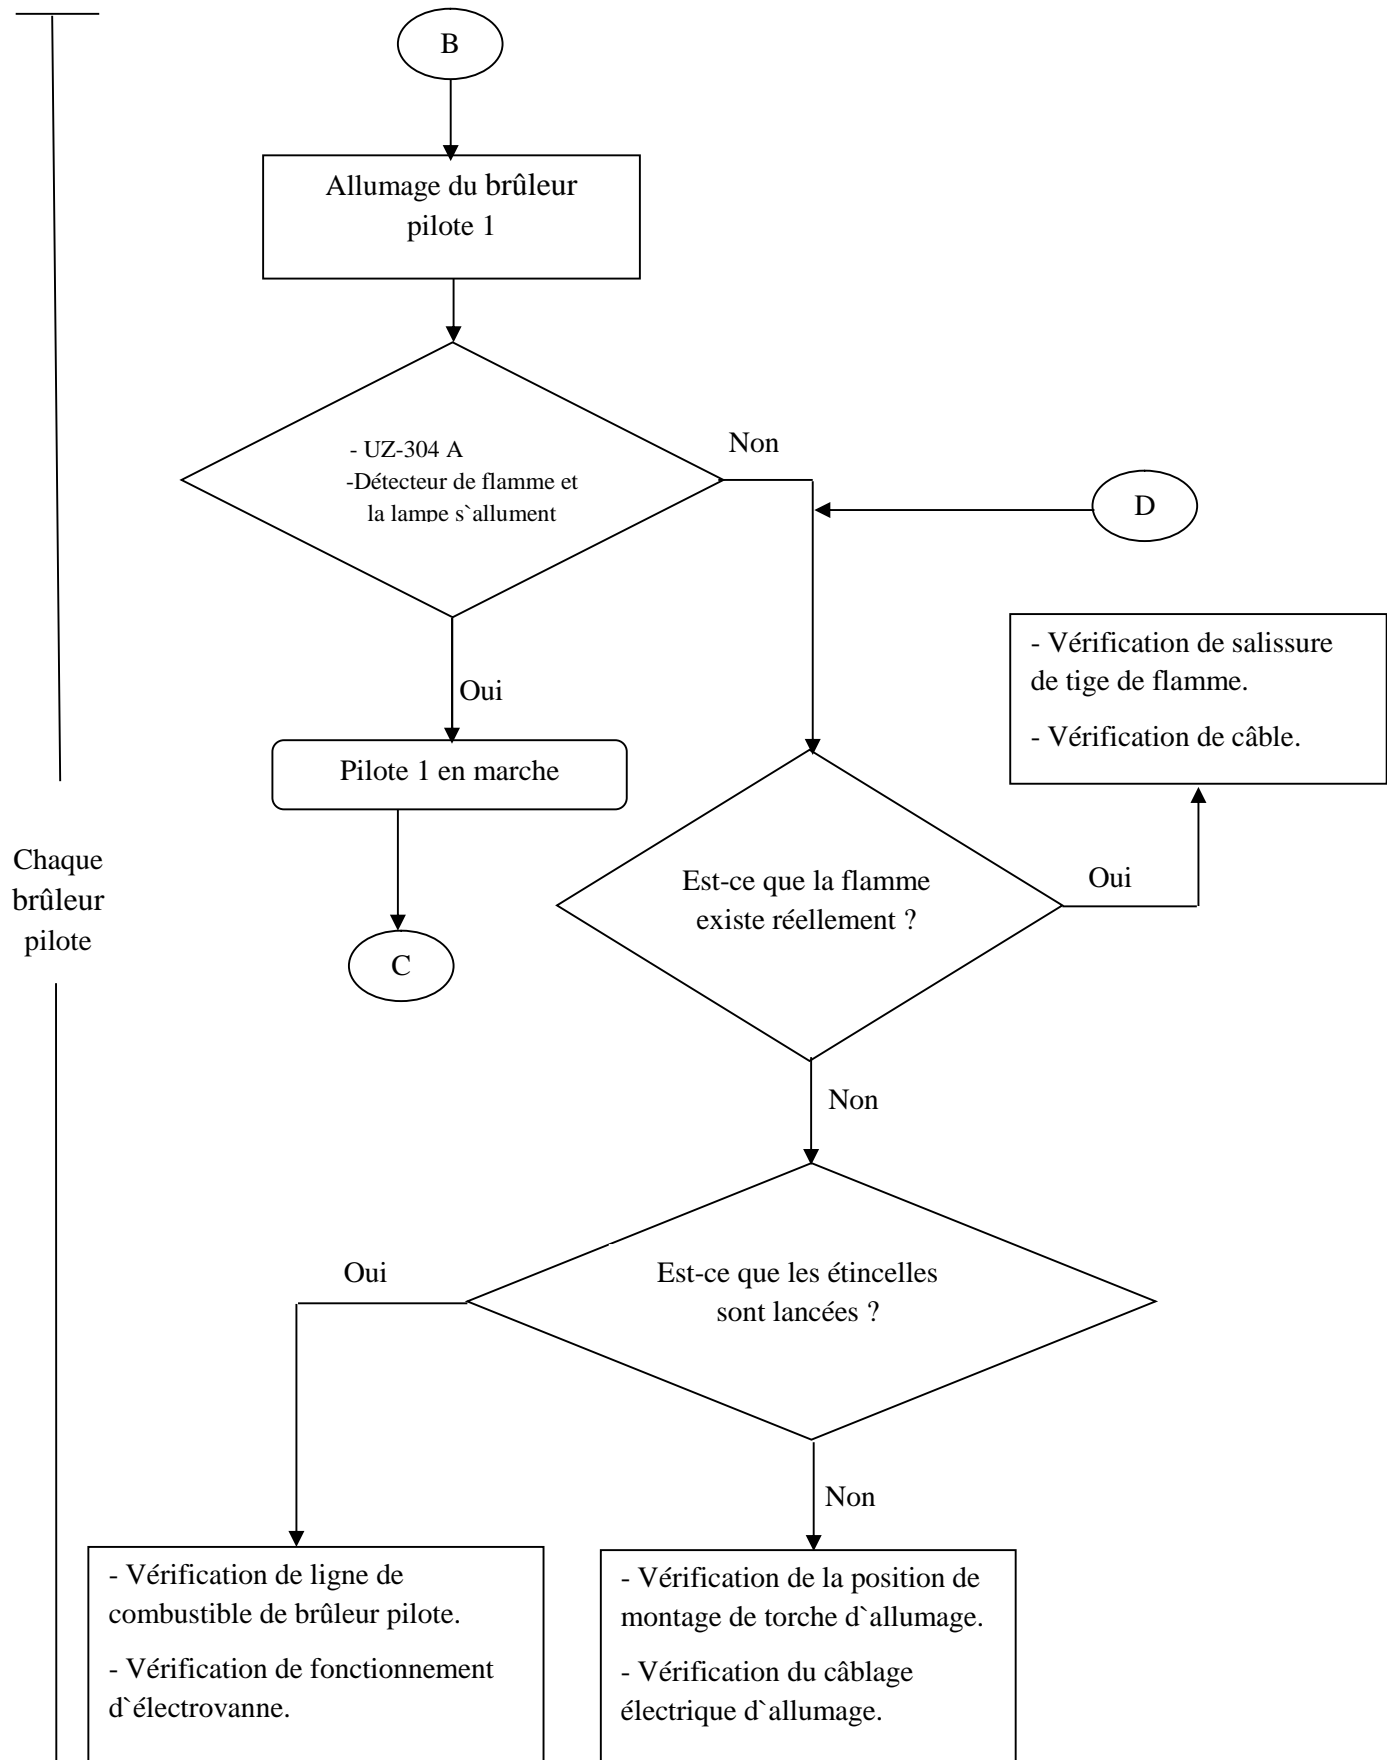 B
Allumage du brûleur
pilote 1
- UZ-304 A
-Détecteur de flamme et
la lampe s`allument
Non
D
- Vérification de salissure
de tige de flamme.
- Vérification de câble.
Oui
Pilote 1 en marche
Chaque
brûleur
pilote
Est-ce que la flamme
existe réellement ?
Oui
C
Non
Est-ce que les étincelles
sont lancées ?
Oui
Non
- Vérification de ligne de
combustible de brûleur pilote.
- Vérification de fonctionnement
d`électrovanne.
- Vérification de la position de
montage de torche d`allumage.
- Vérification du câblage
électrique d`allumage.